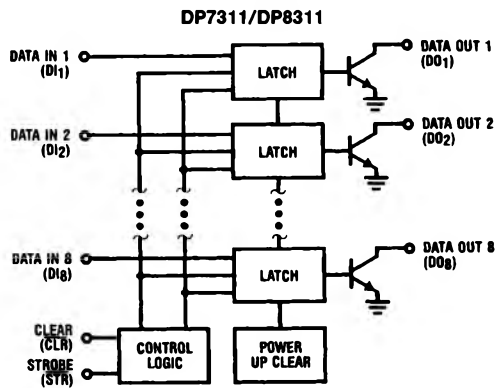 DP7311/DP8311
DATA IN 1
(DI1)
LATCH
DATA OUT 1
(DO1)
DATA IN 2
(DI2)
LATCH
DATA OUT 2
(DO2)
DATA IN 8
(DI8)
LATCH
DATA OUT 8
(DO8)
CLEAR
(CLR)
STROBE
(STR)
CONTROL
LOGIC
POWER
UP CLEAR